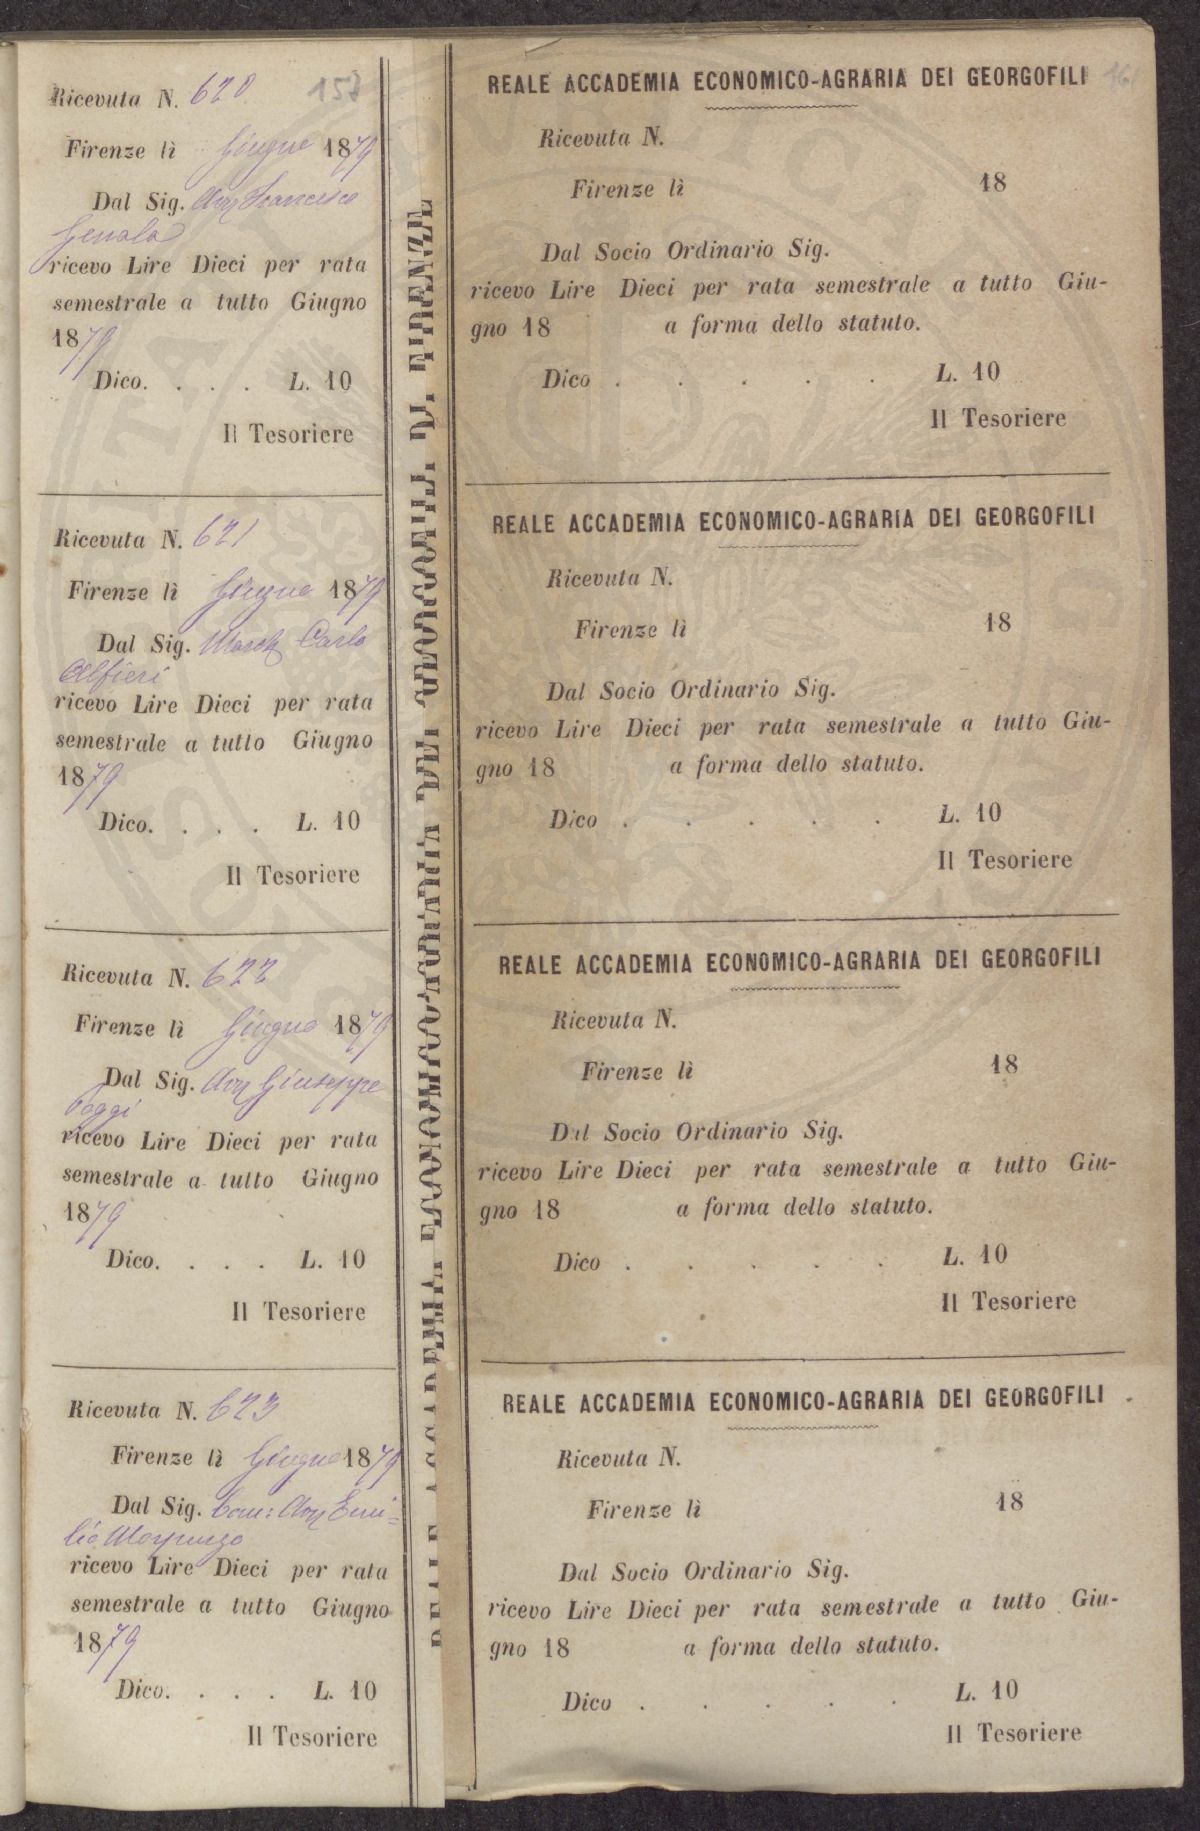 Ricevuta N. 620
Firenze lì Giugno 1879
Dal Sig. Avv Francesco
Genala
ricevo Lire Dieci per rata
semestrale a tutto Giugno
1879
Dico. . . . L. 10
Il Tesoriere
Ricevuta N. 621
Firenze lì Giugno 1879
Dal Sig. March Carlo
Alfieri
ricevo Lire Dieci per rata
semestrale a tutto Giugno
1879
Dico. . . . L. 10
Il Tesoriere
Ricevuta N. 622
Firenze lì Giugno 1879
Dal Sig. Avv Giuseppe
Poggi
ricevo Lire Dieci per rata
semestrale a tutto Giugno
1879
Dico. . . . L. 10
Il Tesoriere
Ricevuta N. 623
Firenze lì Giugno 1879
Dal Sig. Com: Avv Emi=
lio Morpurgo
ricevo Lire Dieci per rata
semestrale a tutto Giugno
1879
Dico. . . . L. 10
Il Tesoriere
REALE ACCADEMIA ECONOMICO-AGRARIA DEI GEORGOFILI DI FIRENZE
REALE ACCADEMIA ECONOMICO-AGRARIA DEI GEORGOFILI
Ricevuta N.
Firenze lì 18
Dal Socio Ordinario Sig.
ricevo Lire Dieci per rata semestrale a tutto Giu-
gno 18 a forma dello statuto.
Dico . . . . . L. 10
Il Tesoriere
REALE ACCADEMIA ECONOMICO-AGRARIA DEI GEORGOFILI
Ricevuta N.
Firenze lì 18
Dal Socio Ordinario Sig.
ricevo Lire Dieci per rata semestrale a tutto Giu-
gno 18 a forma dello statuto.
Dico . . . . . L. 10
Il Tesoriere
REALE ACCADEMIA ECONOMICO-AGRARIA DEI GEORGOFILI
Ricevuta N.
Firenze lì 18
Dal Socio Ordinario Sig.
ricevo Lire Dieci per rata semestrale a tutto Giu-
gno 18 a forma dello statuto.
Dico . . . . . L. 10
Il Tesoriere
REALE ACCADEMIA ECONOMICO-AGRARIA DEI GEORGOFILI
Ricevuta N.
Firenze lì 18
Dal Socio Ordinario Sig.
ricevo Lire Dieci per rata semestrale a tutto Giu-
gno 18 a forma dello statuto.
Dico . . . . . L. 10
Il Tesoriere